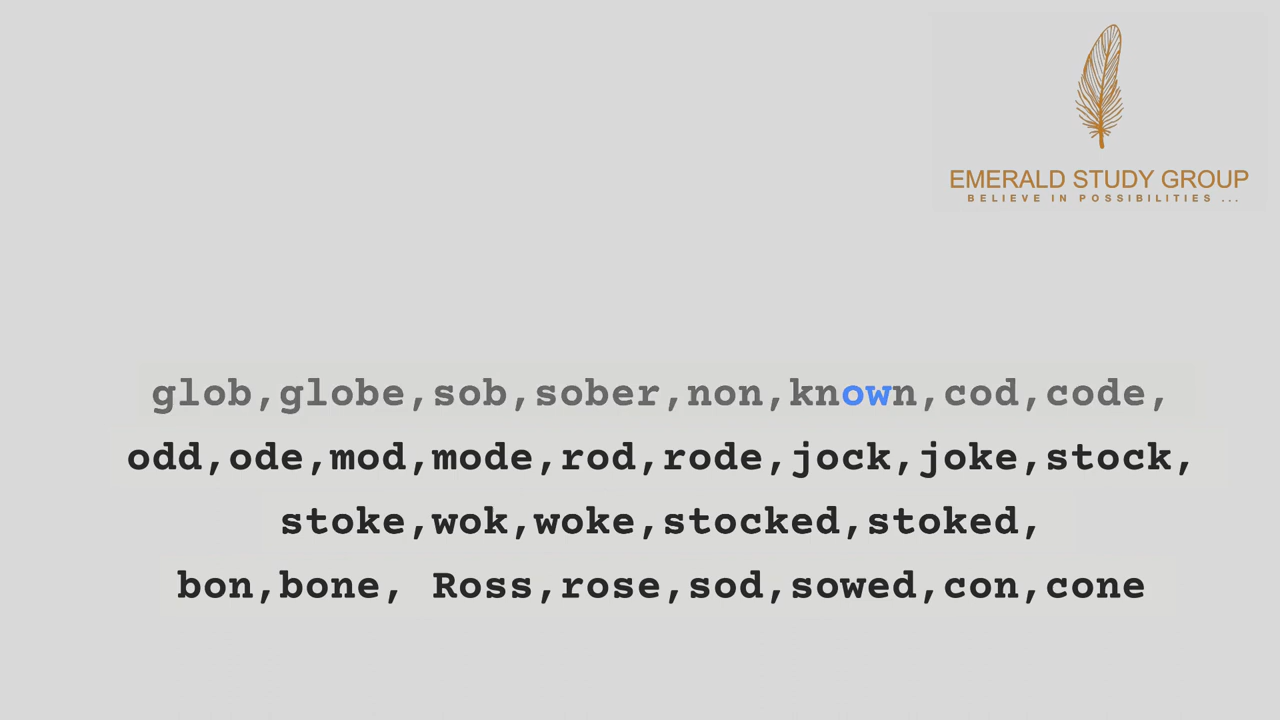 EMERALD STUDY GROUP
BELIEVE IN POSSIBILITIES ...
glob,globe,sob,sober,non,known,cod,code,
odd,ode,mod,mode,rod,rode,jock,joke,stock,
stoke,wok,woke,stocked,stoked,
bon,bone, Ross,rose,sod,sowed,con,cone